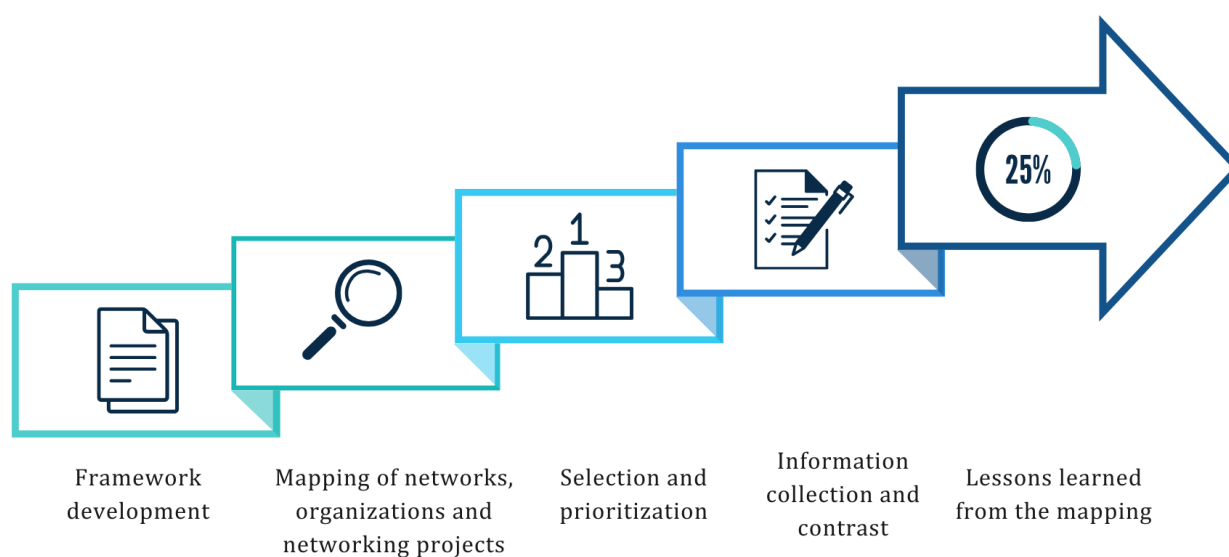 2
1
3
25%
Framework
development
Mapping of networks,
organizations and
networking projects
Selection and
prioritization
Information
collection and
contrast
Lessons learned
from the mapping